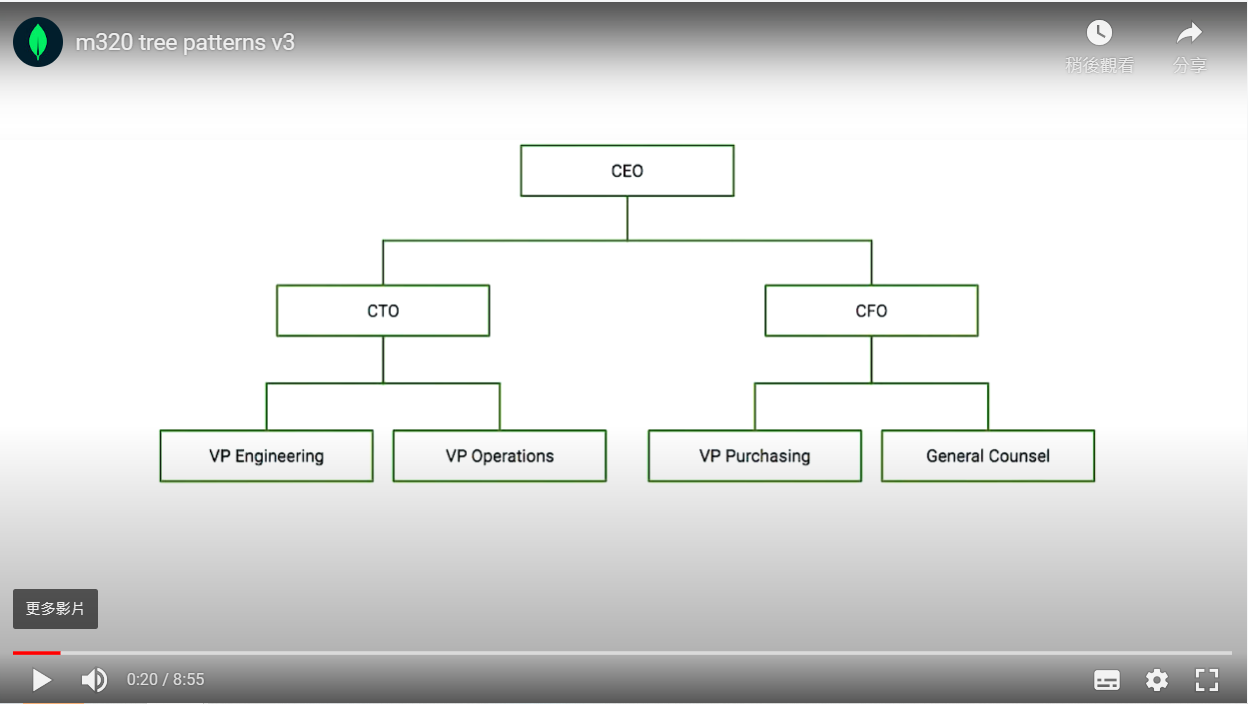 m320 tree patterns v3
稍後觀看
分享
CEO
CTO
CFO
VP Engineering
VP Operations
VP Purchasing
General Counsel
更多影片
0:20 / 8:55